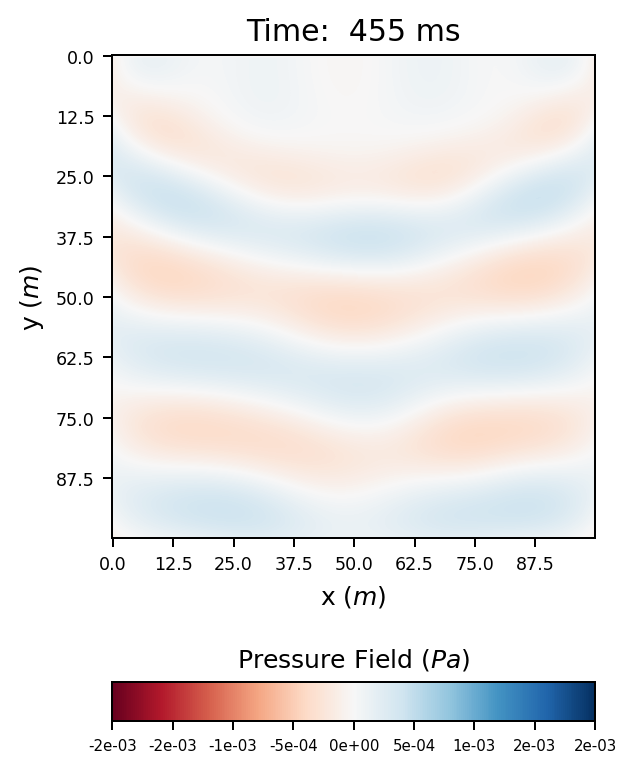 Time:  455 ms
0.0
12.5
25.0
37.5
50.0
62.5
75.0
87.5
y (m)
0.0 12.5 25.0 37.5 50.0 62.5 75.0 87.5
x (m)
Pressure Field (Pa)
-2e-03 -2e-03 -1e-03 -5e-04 0e+00 5e-04 1e-03 2e-03 2e-03